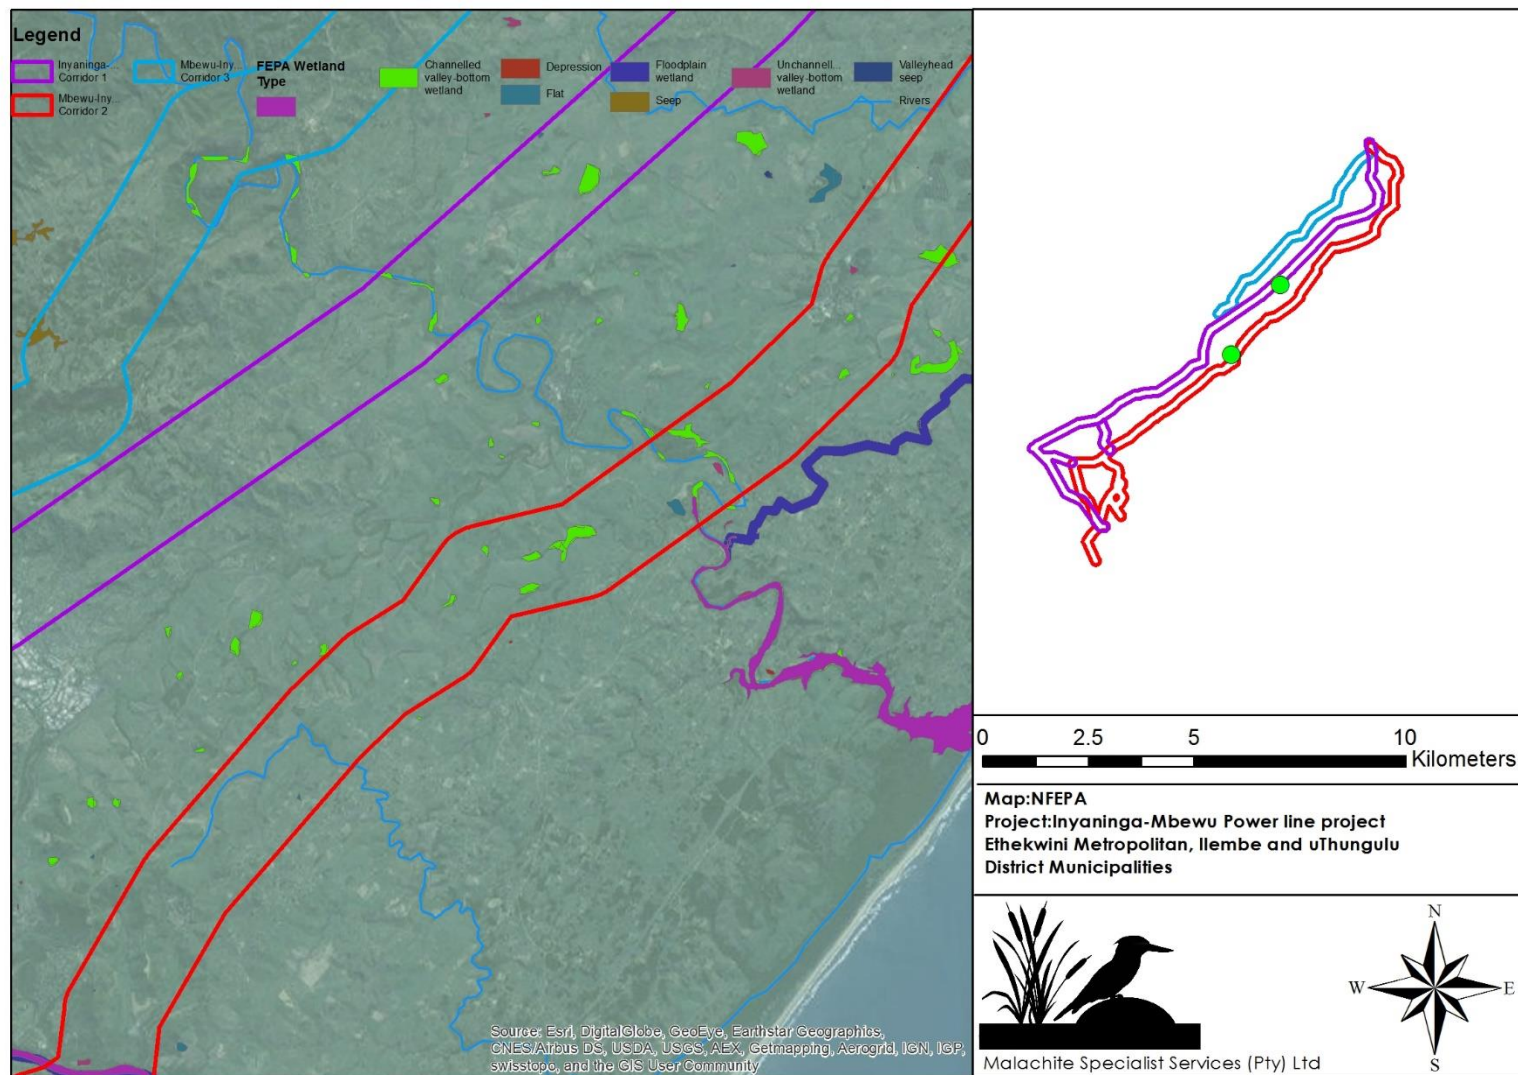 Legend
Inyaninga-
Corridor 1
Mbewu-Iny...
Corridor 2
Mbewu-Iny...
Corridor 3
FEPA Wetland
Type
Channelled
valley-bottom
wetland
Depression
Flat
Floodplain
wetland
Seep
Unchannell...
valley-bottom
wetland
Valleyhead
seep
Rivers
Source: Esri, DigitalGlobe, GeoEye, Earthstar Geographics,
CNES/Airbus DS, USDA, USGS, AEX, Getmapping, Aerogrid, IGN, IGP,
swisstopo, and the GIS User Community
0 2.5 5 10
Kilometers
Map:NFEPA
Project:Inyaninga-Mbewu Power line project
Ethekwini Metropolitan, Ilembe and uThungulu
District Municipalities
Malachite Specialist Services (Pty) Ltd
N
W E
S